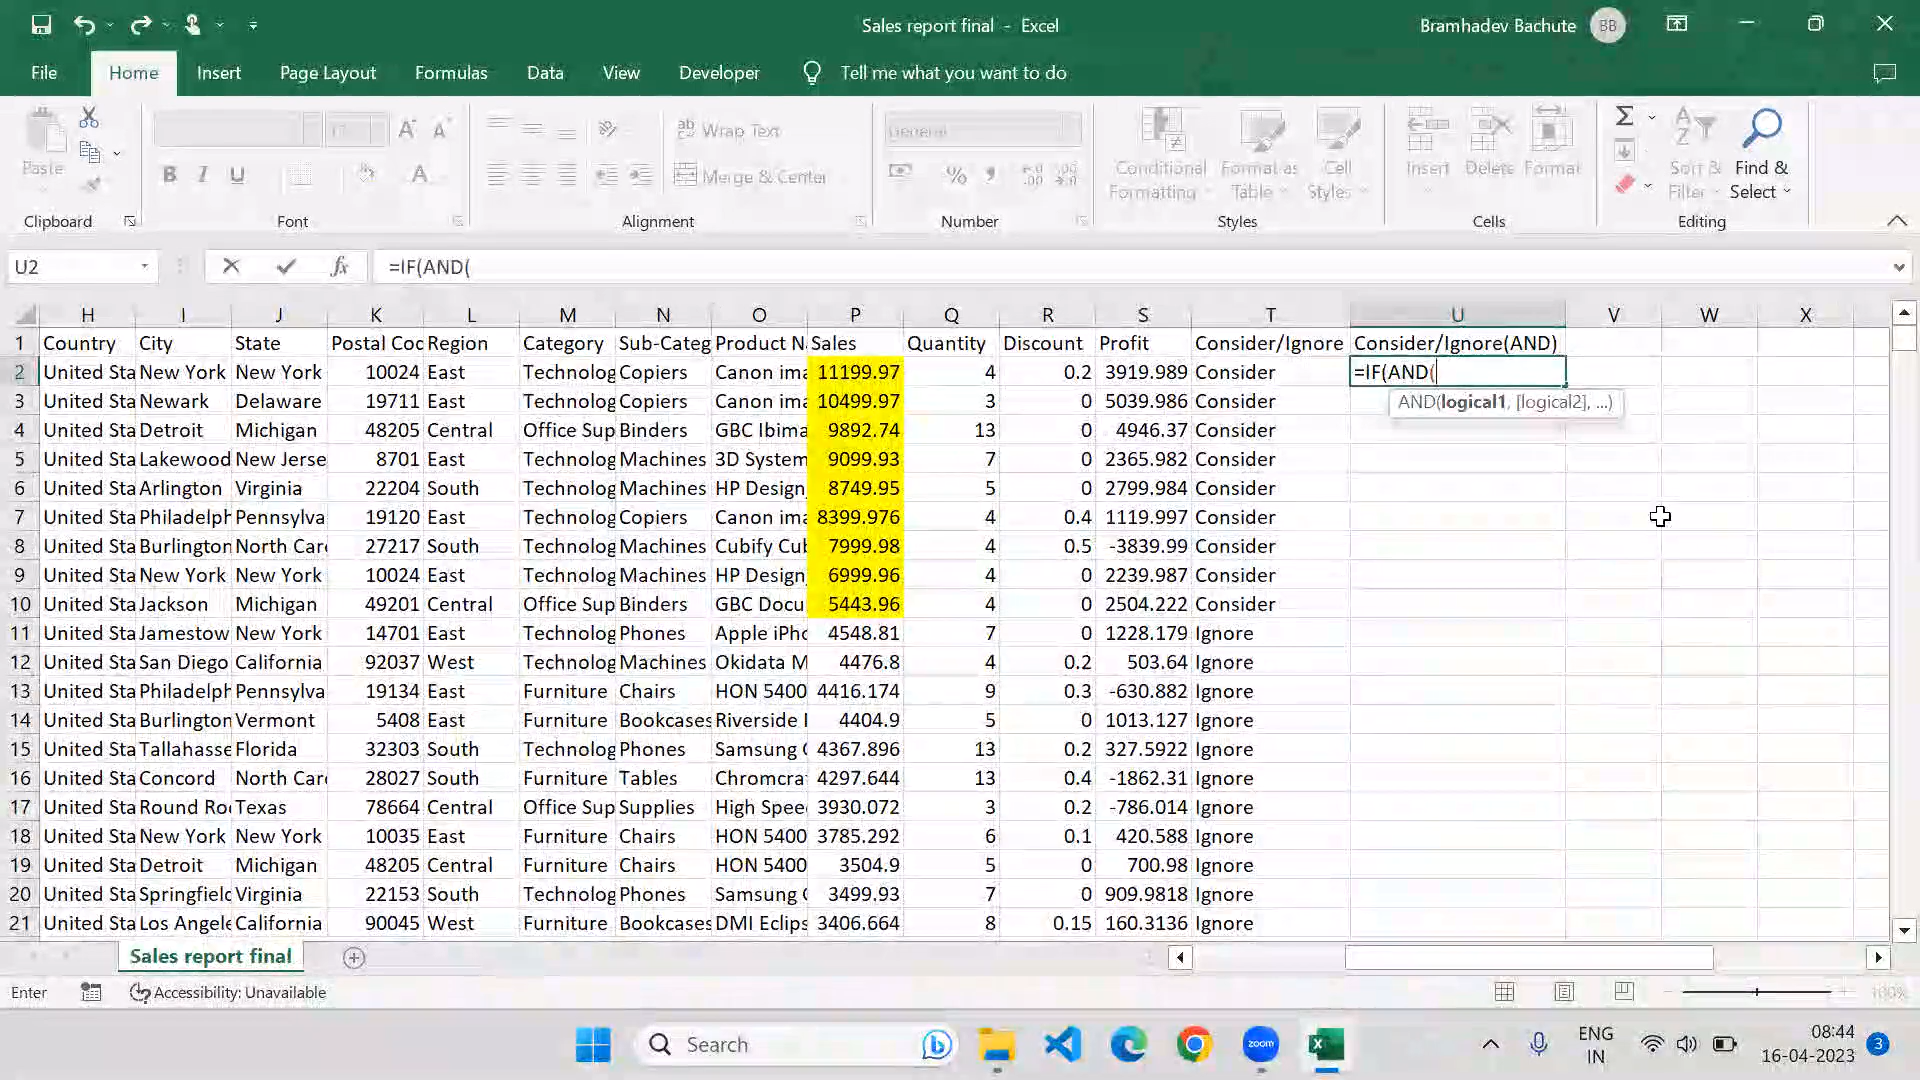 Sales report final - Excel
Bramhadev Bachute BB
File Home Insert Page Layout Formulas Data View Developer Tell me what you want to do
Paste
Clipboard
B I U A
Font
ab Wrap Text
Merge & Center
Alignment
General
% 9
Number
Conditional Formatting
Format as Table
Cell Styles
Styles
Insert Delete Format
Cells
Sort & Filter
Find & Select
Editing
U2 fx =IF(AND(
H I J K L M N O P Q R S T U V W X
1 Country City State Postal Coc Region Category Sub-Categ Product N Sales Quantity Discount Profit Consider/Ignore Consider/Ignore(AND)
2 United Sta New York New York 10024 East Technolog Copiers Canon ima 11199.97 4 0.2 3919.989 Consider =IF(AND(
3 United Sta Newark Delaware 19711 East Technolog Copiers Canon ima 10499.97 3 0 5039.986 Consider AND(logical1, [logical2], ...)
4 United Sta Detroit Michigan 48205 Central Office Sup Binders GBC Ibima 9892.74 13 0 4946.37 Consider
5 United Sta Lakewood New Jerse 8701 East Technolog Machines 3D System 9099.93 7 0 2365.982 Consider
6 United Sta Arlington Virginia 22204 South Technolog Machines HP Design 8749.95 5 0 2799.984 Consider
7 United Sta Philadelph Pennsylva 19120 East Technolog Copiers Canon ima 8399.976 4 0.4 1119.997 Consider
8 United Sta Burlington North Car 27217 South Technolog Machines Cubify Cub 7999.98 4 0.5 -3839.99 Consider
9 United Sta New York New York 10024 East Technolog Machines HP Design 6999.96 4 0 2239.987 Consider
10 United Sta Jackson Michigan 49201 Central Office Sup Binders GBC Docu 5443.96 4 0 2504.222 Consider
11 United Sta Jamestow New York 14701 East Technolog Phones Apple iPho 4548.81 7 0 1228.179 Ignore
12 United Sta San Diego California 92037 West Technolog Machines Okidata M 4476.8 4 0.2 503.64 Ignore
13 United Sta Philadelph Pennsylva 19134 East Furniture Chairs HON 5400 4416.174 9 0.3 -630.882 Ignore
14 United Sta Burlington Vermont 5408 East Furniture Bookcases Riverside 4404.9 5 0 1013.127 Ignore
15 United Sta Tallahasse Florida 32303 South Technolog Phones Samsung 4367.896 13 0.2 327.5922 Ignore
16 United Sta Concord North Car 28027 South Furniture Tables Chromcra 4297.644 13 0.4 -1862.31 Ignore
17 United Sta Round Ro Texas 78664 Central Office Sup Supplies High Spee 3930.072 3 0.2 -786.014 Ignore
18 United Sta New York New York 10035 East Furniture Chairs HON 5400 3785.292 6 0.1 420.588 Ignore
19 United Sta Detroit Michigan 48205 Central Furniture Chairs HON 5400 3504.9 5 0 700.98 Ignore
20 United Sta Springfield Virginia 22153 South Technolog Phones Samsung 3499.93 7 0 909.9818 Ignore
21 United Sta Los Angele California 90045 West Furniture Bookcases DMI Eclips 3406.664 8 0.15 160.3136 Ignore
Sales report final
Enter Accessibility: Unavailable 100%
Search zoom ENG IN 08:44 16-04-2023 3